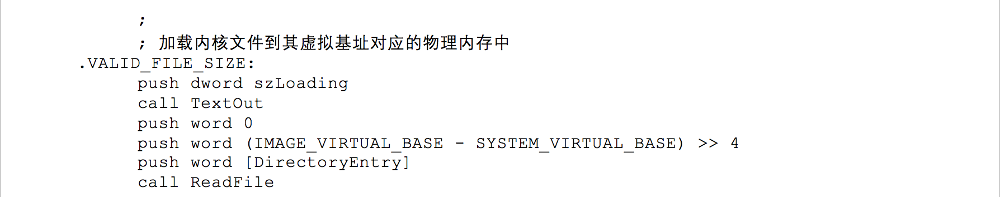 ;
; 加载内核文件到其虚拟基址对应的物理内存中
.VALID_FILE_SIZE:
push dword szLoading
call TextOut
push word 0
push word (IMAGE_VIRTUAL_BASE - SYSTEM_VIRTUAL_BASE) >> 4
push word [DirectoryEntry]
call ReadFile